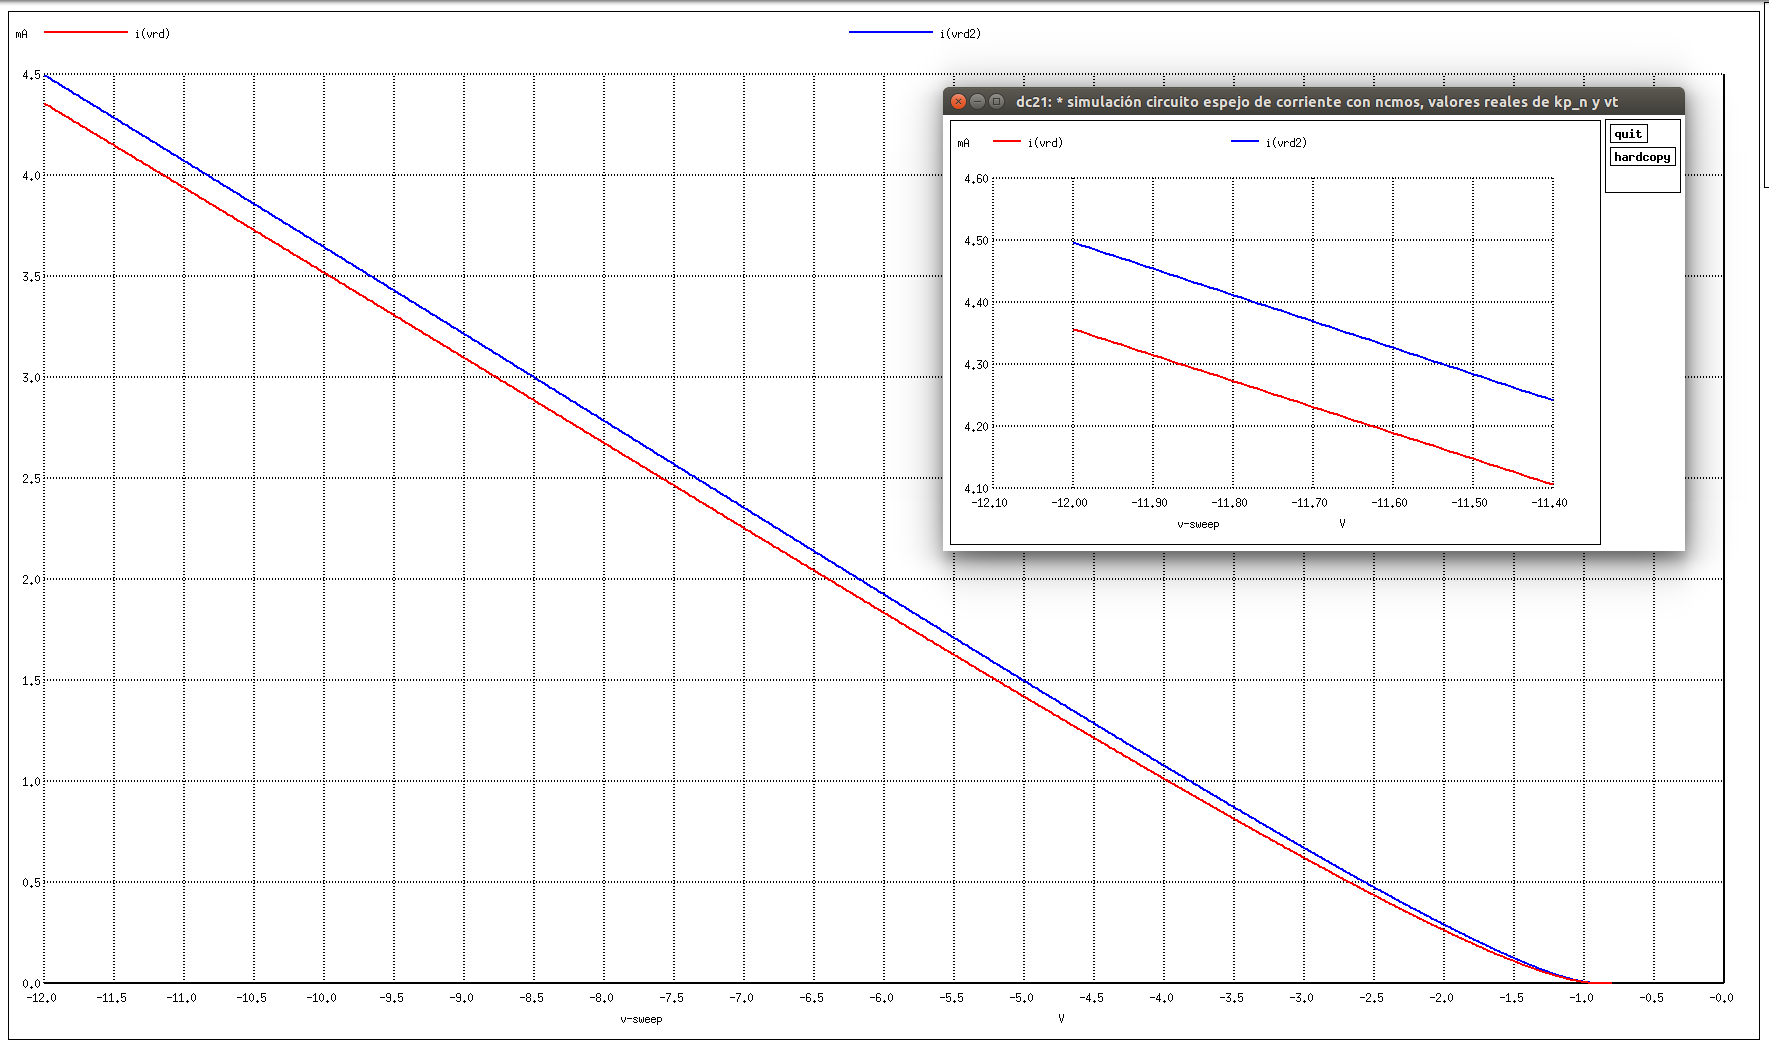 mA i(vrd) i(vrd2)
4.5
4.0
3.5
3.0
2.5
2.0
1.5
1.0
0.5
0.0
-12.0 -11.5 -11.0 -10.5 -10.0 -9.5 -9.0 -8.5 -8.0 -7.5 -7.0 -6.5 -6.0 -5.5 -5.0 -4.5 -4.0 -3.5 -3.0 -2.5 -2.0 -1.5 -1.0 -0.5 -0.0
v-sweep V
dc21: * simulación circuito espejo de corriente con ncmos, valores reales de kp_n y vt
quit
hardcopy
mA i(vrd) i(vrd2)
4.60
4.50
4.40
4.30
4.20
4.10
-12.10 -12.00 -11.90 -11.80 -11.70 -11.60 -11.50 -11.40
v-sweep V